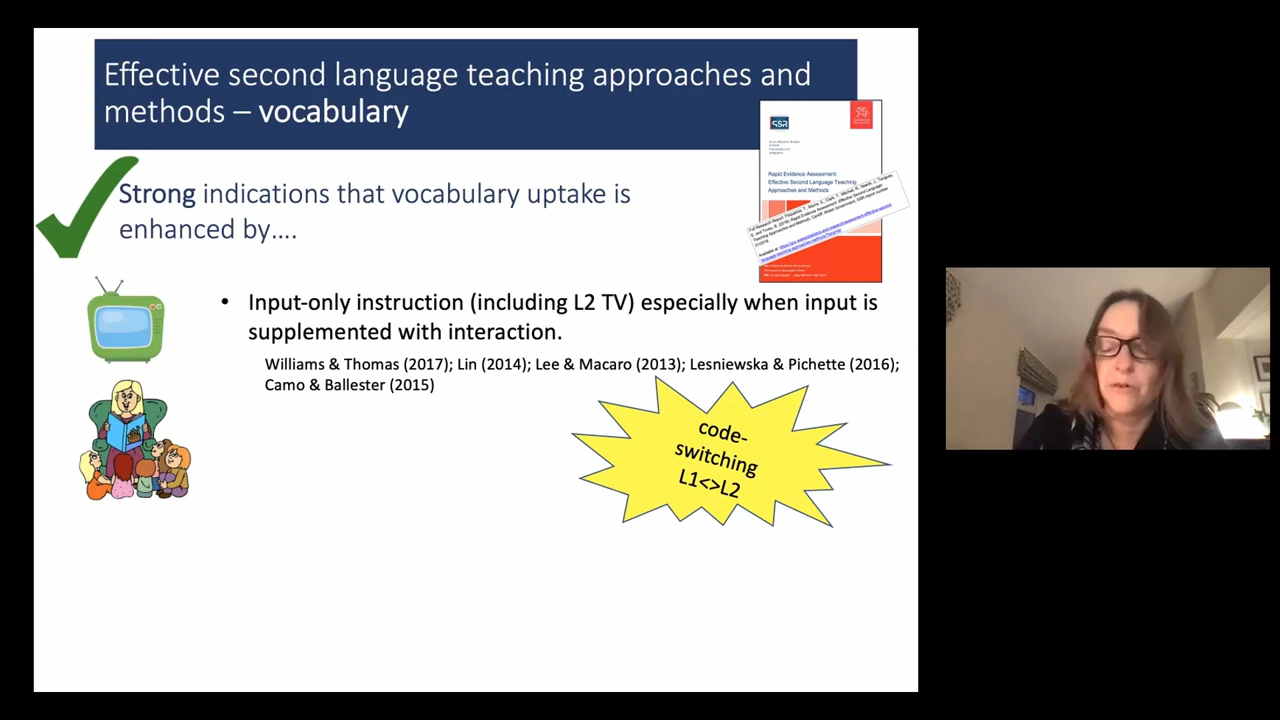 Effective second language teaching approaches and
methods – vocabulary
GSR
Rapid Evidence Assessment:
Effective Second Language Teaching
Approaches and Methods
Strong indications that vocabulary uptake is
enhanced by....
• Input-only instruction (including L2 TV) especially when input is
supplemented with interaction.
Williams & Thomas (2017); Lin (2014); Lee & Macaro (2013); Lesniewska & Pichette (2016);
Camo & Ballester (2015)
code-
switching
L1<>L2